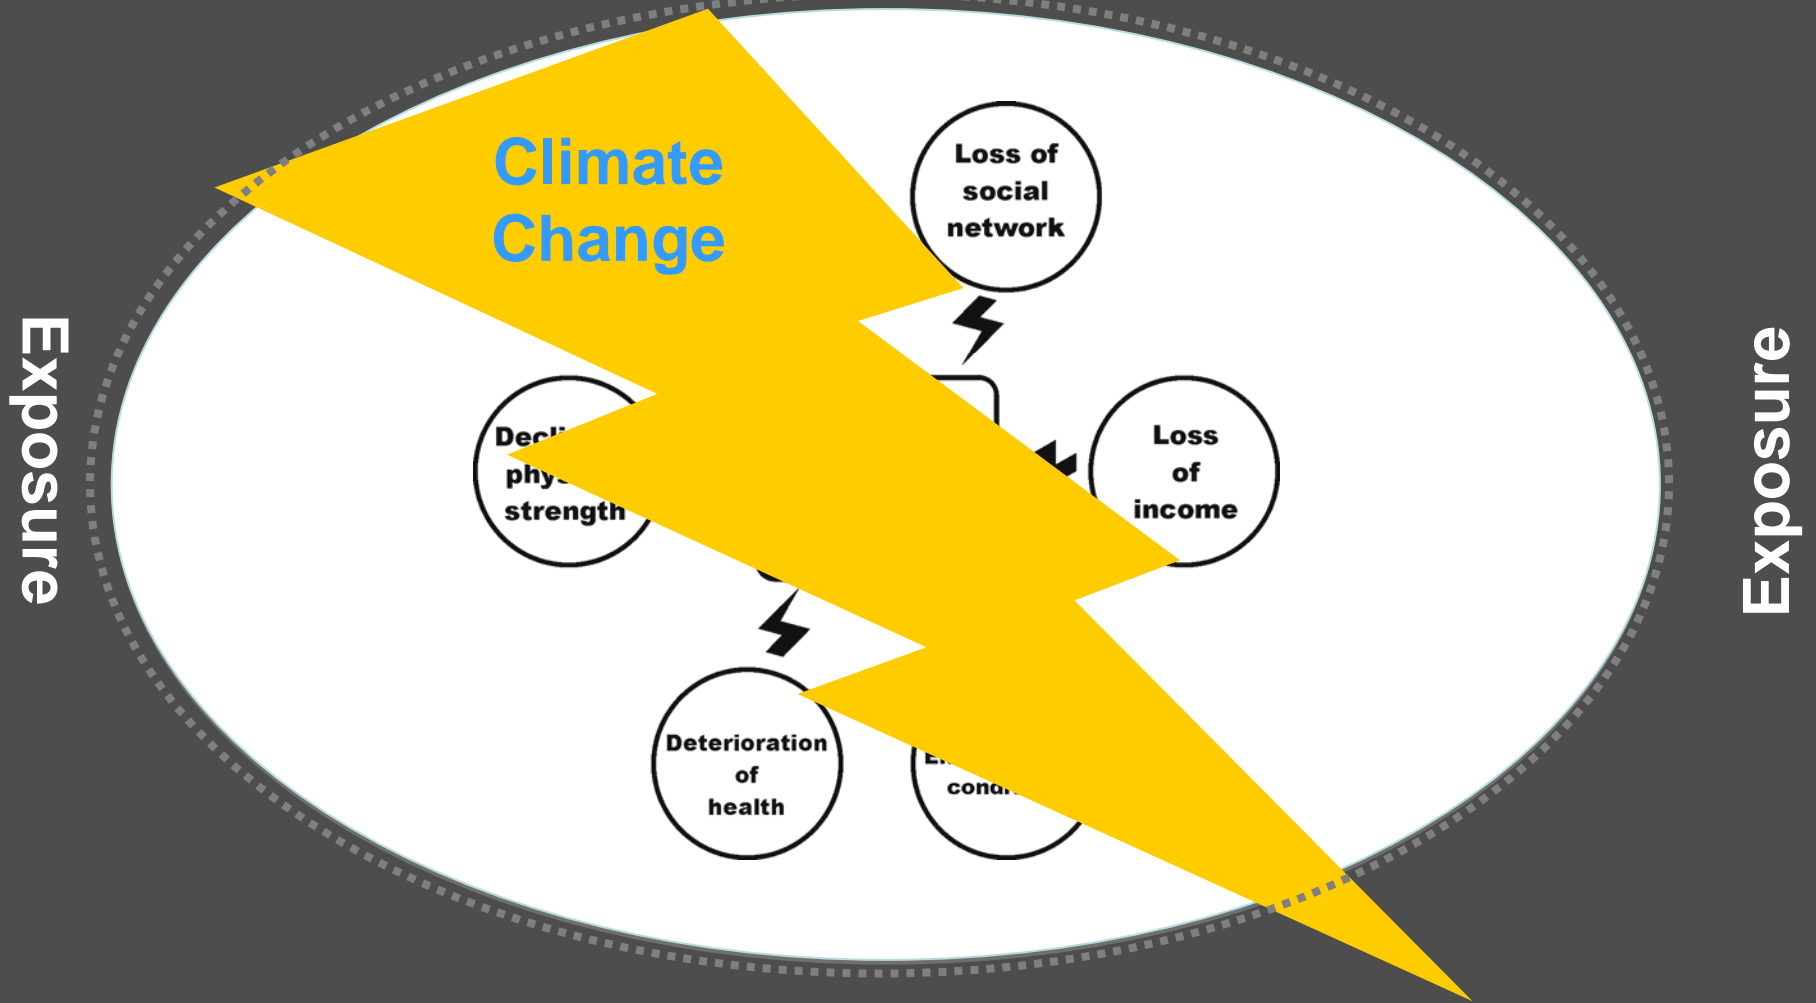 Climate
Change
Loss of
social
network
Exposure
Exposure
strength
Loss
of
income
Deterioration
of
health